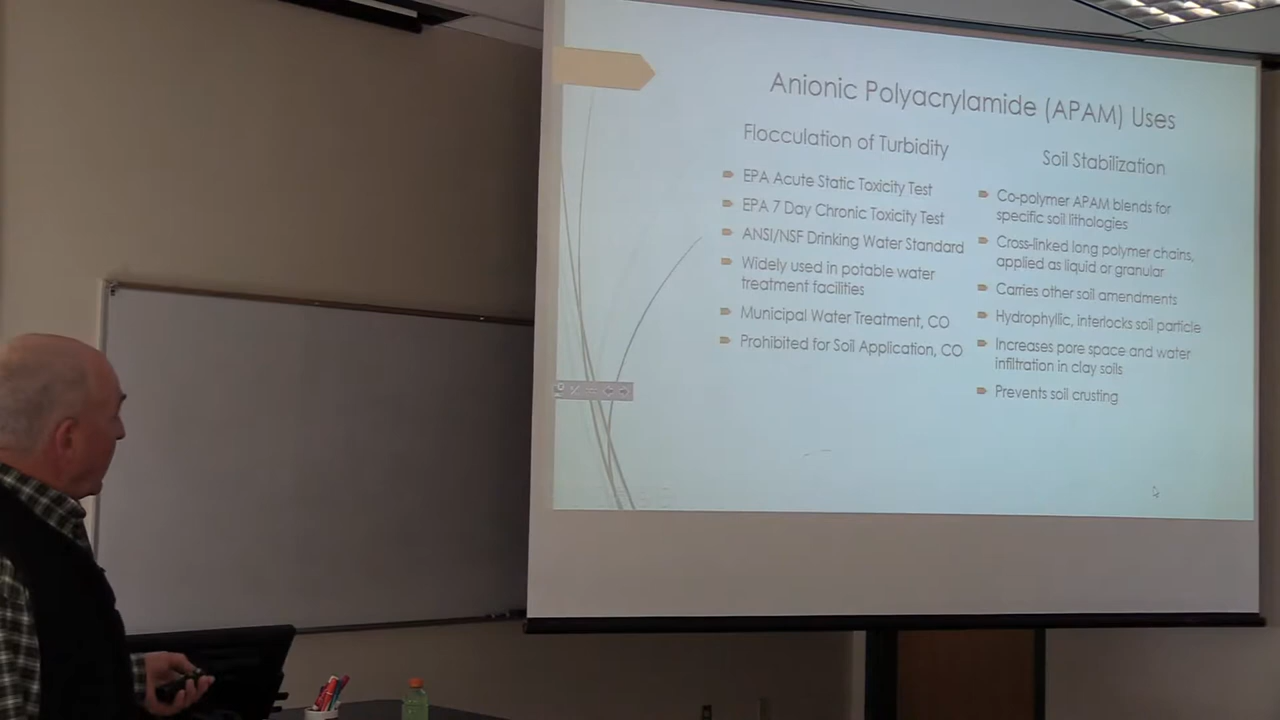 Anionic Polyacrylamide (APAM) Uses
Flocculation of Turbidity
EPA Acute Static Toxicity Test
EPA 7 Day Chronic Toxicity Test
ANSI/NSF Drinking Water Standard
Widely used in potable water
treatment facilities
Municipal Water Treatment, CO
Prohibited for Soil Application, CO
Soil Stabilization
Co-polymer APAM blends for
specific soil lithologies
Cross-linked long polymer chains,
applied as liquid or granular
Carries other soil amendments
Hydrophyllic, interlocks soil particle
Increases pore space and water
infiltration in clay soils
Prevents soil crusting